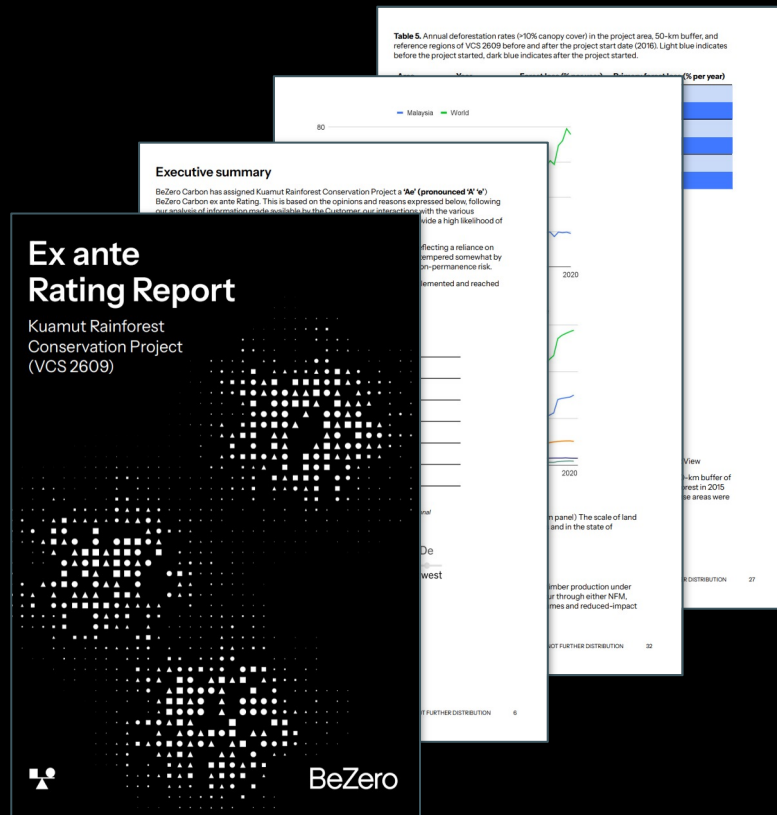 Ex ante
Rating Report
Kuamut Rainforest
Conservation Project
(VCS 2609)
BeZero
Executive summary
BeZero Carbon has assigned Kuamut Rainforest Conservation Project a 'Ae' (pronounced 'A' 'e')
BeZero Carbon ex ante Rating. This is based on the opinions and reasons expressed below, following
our analysis of information made available by the Customer, our interactions with the various
vide a high likelihood of
eflecting a reliance on
tempered somewhat by
on-permanence risk.
lemented and reached
De
west
FURTHER DISTRIBUTION 6
Malaysia World
80
2020
2020
m panel) The scale of land
and in the state of
imber production under
ur through either NFM,
mes and reduced-impact
NOT FURTHER DISTRIBUTION 32
Table 5. Annual deforestation rates (>10% canopy cover) in the project area, 50-km buffer, and
reference regions of VCS 2609 before and after the project start date (2016). Light blue indicates
before the project started, dark blue indicates after the project started.
(% per year)
View
-km buffer of
rest in 2015
se areas were
DISTRIBUTION 27